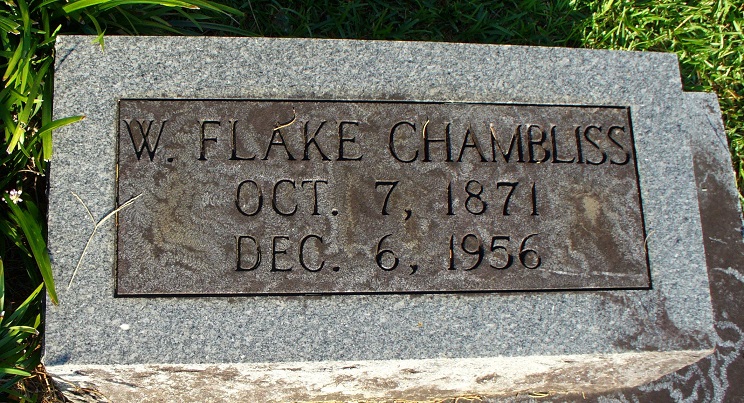 W. FLAKE CHAMBLISS
OCT. 7, 1871
DEC. 6, 1956